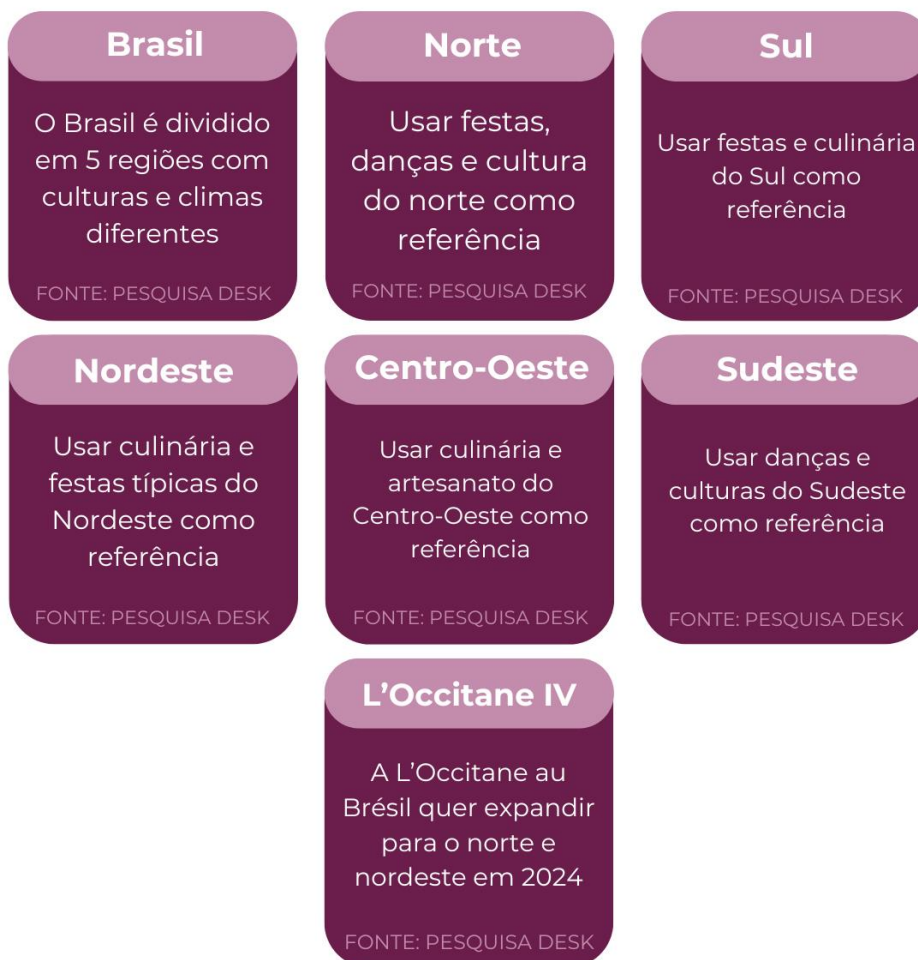 Brasil
O Brasil é dividido
em 5 regiões com
culturas e climas
diferentes
FONTE: PESQUISA DESK
Norte
Usar festas,
danças e cultura
do norte como
referência
FONTE: PESQUISA DESK
Sul
Usar festas e culinária
do Sul como
referência
FONTE: PESQUISA DESK
Nordeste
Usar culinária e
festas típicas do
Nordeste como
referência
FONTE: PESQUISA DESK
Centro-Oeste
Usar culinária e
artesanato do
Centro-Oeste como
referência
FONTE: PESQUISA DESK
Sudeste
Usar danças e
culturas do Sudeste
como referência
FONTE: PESQUISA DESK
L'Occitane IV
A L'Occitane au
Brésil quer expandir
para o norte e
nordeste em 2024
FONTE: PESQUISA DESK